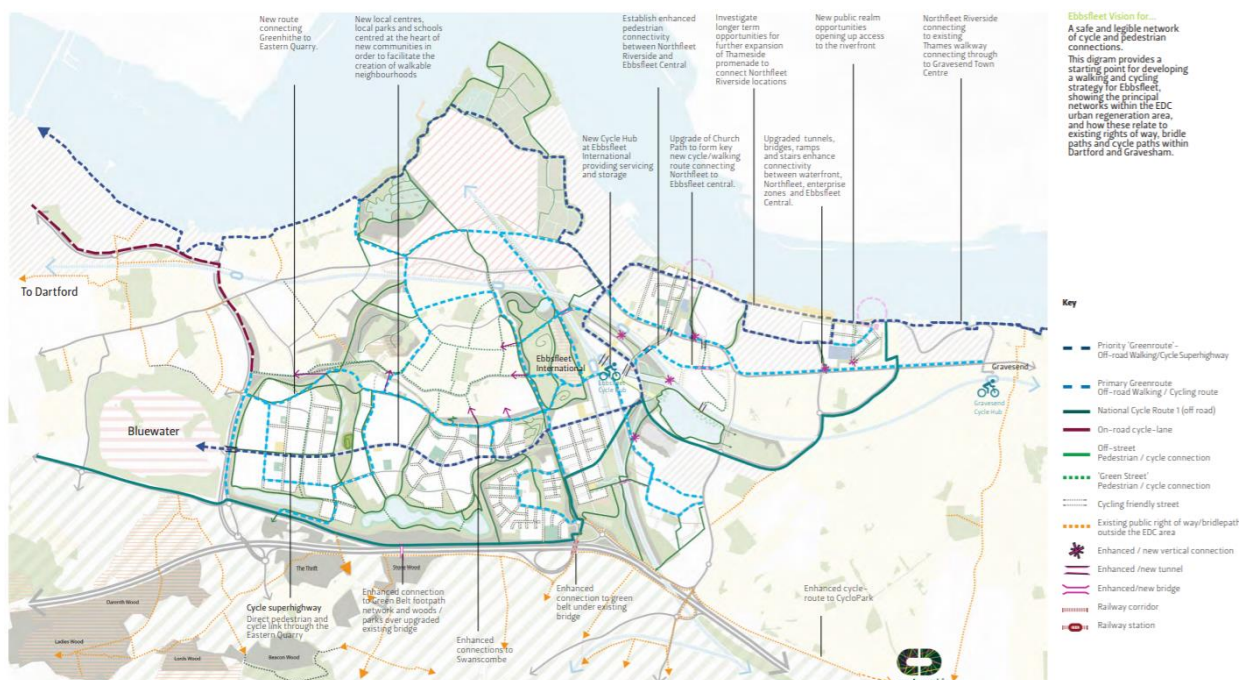 New route
connecting
Greenhithe to
Eastern Quarry.
New local centres,
local parks and schools
centred at the heart of
new communities in
order to facilitate the
creation of walkable
neighbourhoods
Establish enhanced
pedestrian
connectivity
between Northfleet
Riverside and
Ebbsfleet Central
Investigate
longer term
opportunities for
further expansion
of Thameside
promenade to
connect Northfleet
Riverside locations
New public realm
opportunities
opening up access
to the riverfront
Northfleet Riverside
connecting
to existing
Thames walkway
connecting through
to Gravesend Town
Centre
Ebbsfleet Vision for...
A safe and legible network
of cycle and pedestrian
connections.
This digram provides a
starting point for developing
a walking and cycling
strategy for Ebbsfleet,
showing the principal
networks within the EDC
urban regeneration area,
and how these relate to
existing rights of way, bridle
paths and cycle paths within
Dartford and Gravesham.
New Cycle Hub
at Ebbsfleet
International
providing servicing
and storage
Upgrade of Church
Path to form key
new cycle/walking
route connecting
Northfleet to
Ebbsfleet central.
Upgraded tunnels,
bridges, ramps
and stairs enhance
connectivity
between waterfront,
Northfleet, enterprise
zones and Ebbsfleet
Central.
To Dartford
Ebbsfleet
International
Ebbsfleet
Cycle Hub
Gravesend
Gravesend
Cycle Hub
Bluewater
The Thrift
Stone Wood
Darenth Wood
Ladies Wood
Lords Wood
Beacon Wood
Cycle superhighway
Direct pedestrian and
cycle link through the
Eastern Quarry
Enhanced connection
to Green Belt footpath
network and woods /
parks over upgraded
existing bridge
Enhanced
connections to
Swanscombe
Enhanced
connection to green
belt under existing
bridge
Enhanced cycle-
route to CycloPark
Key
Priority 'Greenroute' -
Off-road Walking/Cycle Superhighway
Primary Greenroute
Off-road Walking / Cycling route
National Cycle Route 1 (off road)
On-road cycle-lane
Off-street
Pedestrian / cycle connection
'Green Street'
Pedestrian / cycle connection
Cycling friendly street
Existing public right of way/bridlepath
outside the EDC area
Enhanced / new vertical connection
Enhanced /new tunnel
Enhanced/new bridge
Railway corridor
Railway station